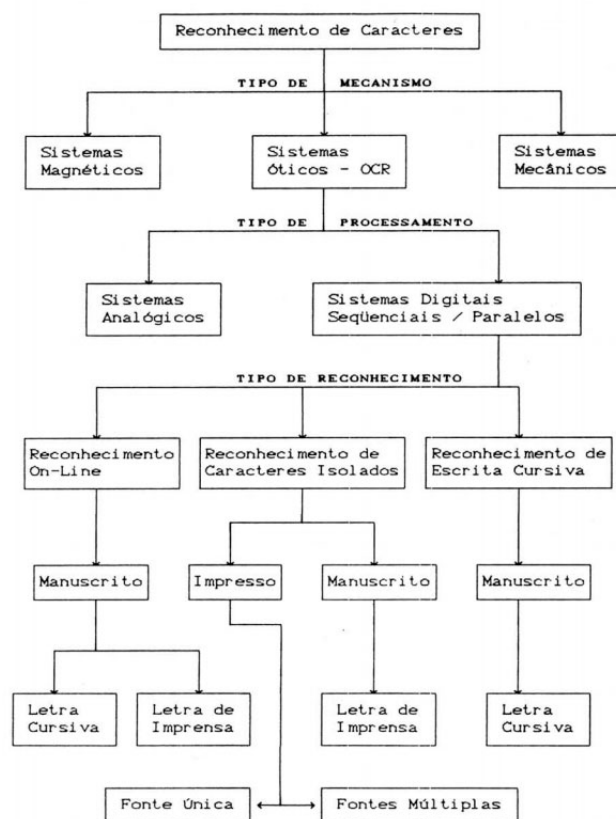 Reconhecimento de Caracteres
TIPO DE MECANISMO
Sistemas
Magnéticos
Sistemas
Óticos - OCR
Sistemas
Mecânicos
TIPO DE PROCESSAMENTO
Sistemas
Analógicos
Sistemas Digitais
Seqüenciais / Paralelos
TIPO DE RECONHECIMENTO
Reconhecimento
On-Line
Reconhecimento de
Caracteres Isolados
Reconhecimento de
Escrita Cursiva
Manuscrito
Impresso
Manuscrito
Manuscrito
Letra
Cursiva
Letra de
Imprensa
Letra de
Imprensa
Letra
Cursiva
Fonte Única
Fontes Múltiplas